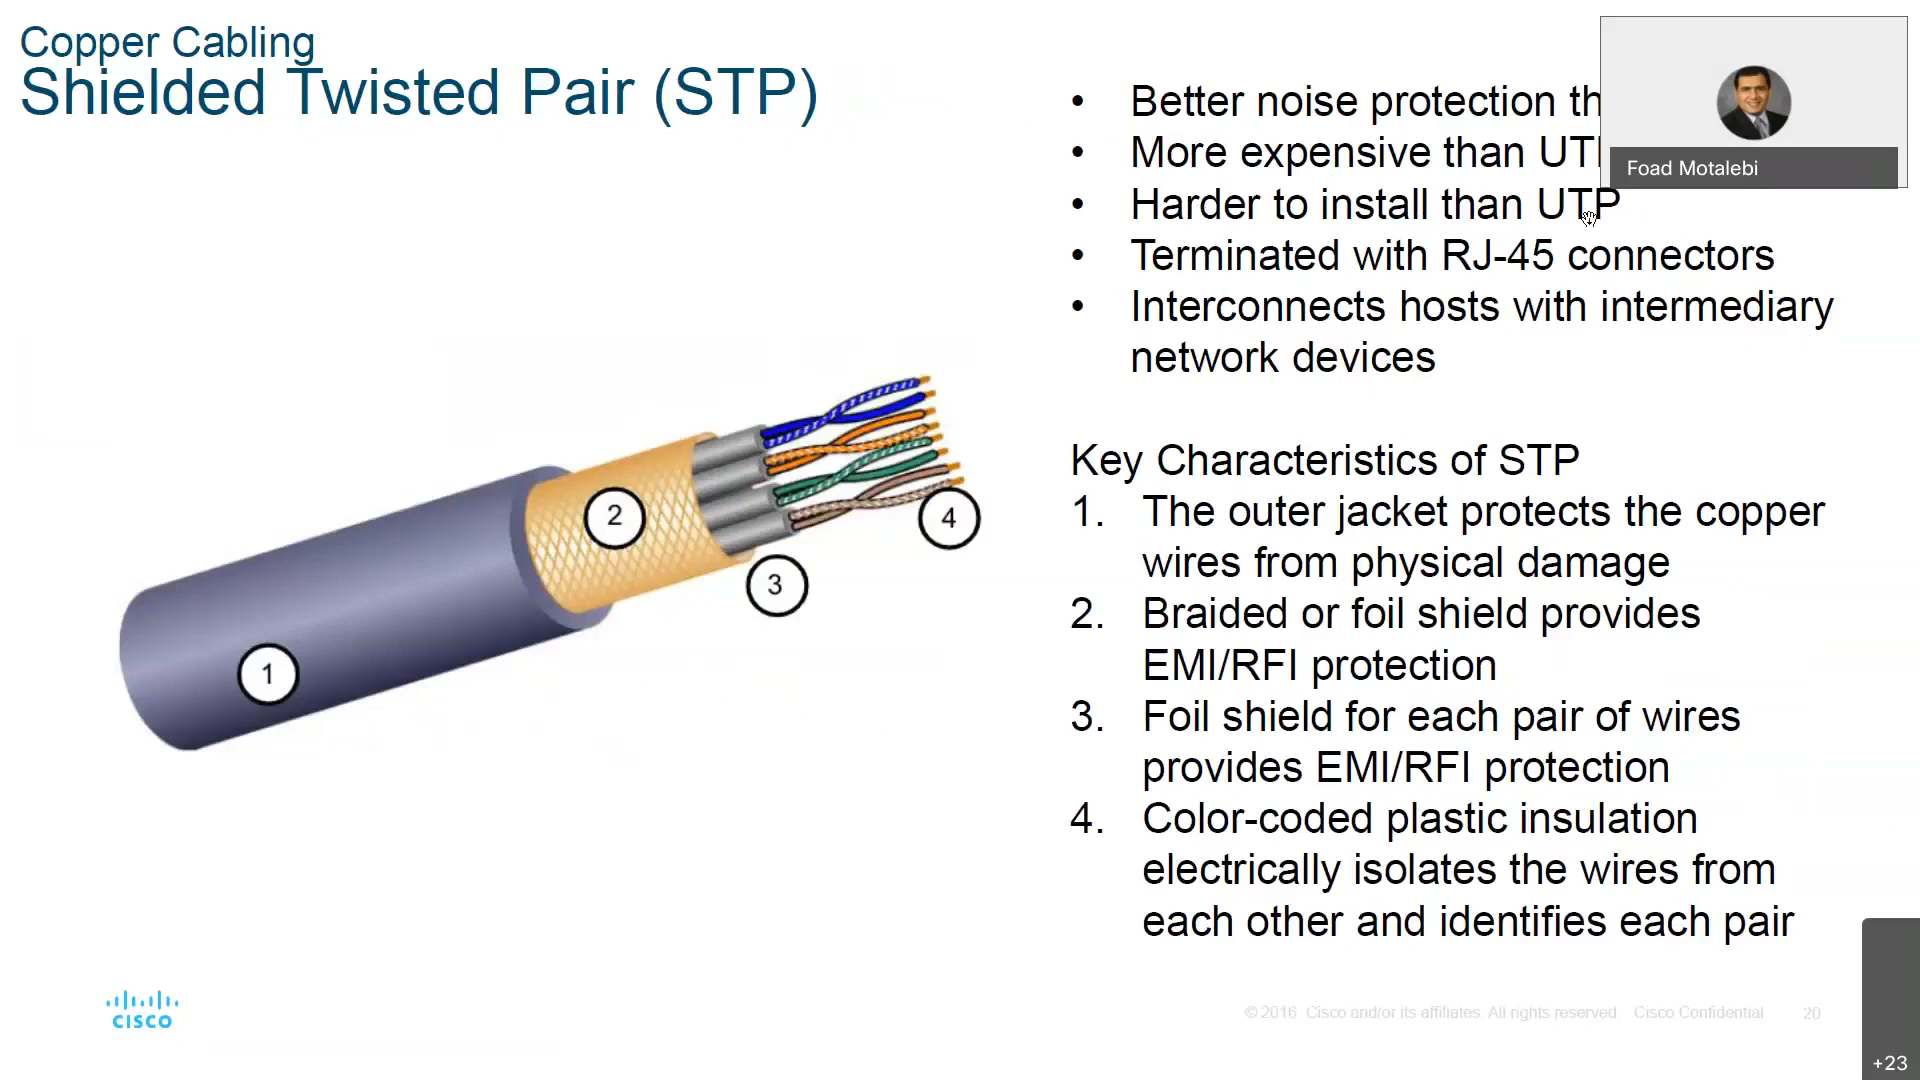 Copper Cabling
Shielded Twisted Pair (STP)
• Better noise protection
• More expensive than
• Harder to install than UTP
• Terminated with RJ-45 connectors
• Interconnects hosts with intermediary
network devices
Foad Motalebi
Key Characteristics of STP
1. The outer jacket protects the copper
wires from physical damage
2. Braided or foil shield provides
EMI/RFI protection
3. Foil shield for each pair of wires
provides EMI/RFI protection
4. Color-coded plastic insulation
electrically isolates the wires from
each other and identifies each pair
1
2
3
4
CISCO
© 2016 Cisco and/or its affiliates. All rights reserved. Cisco Confidential
20
+23